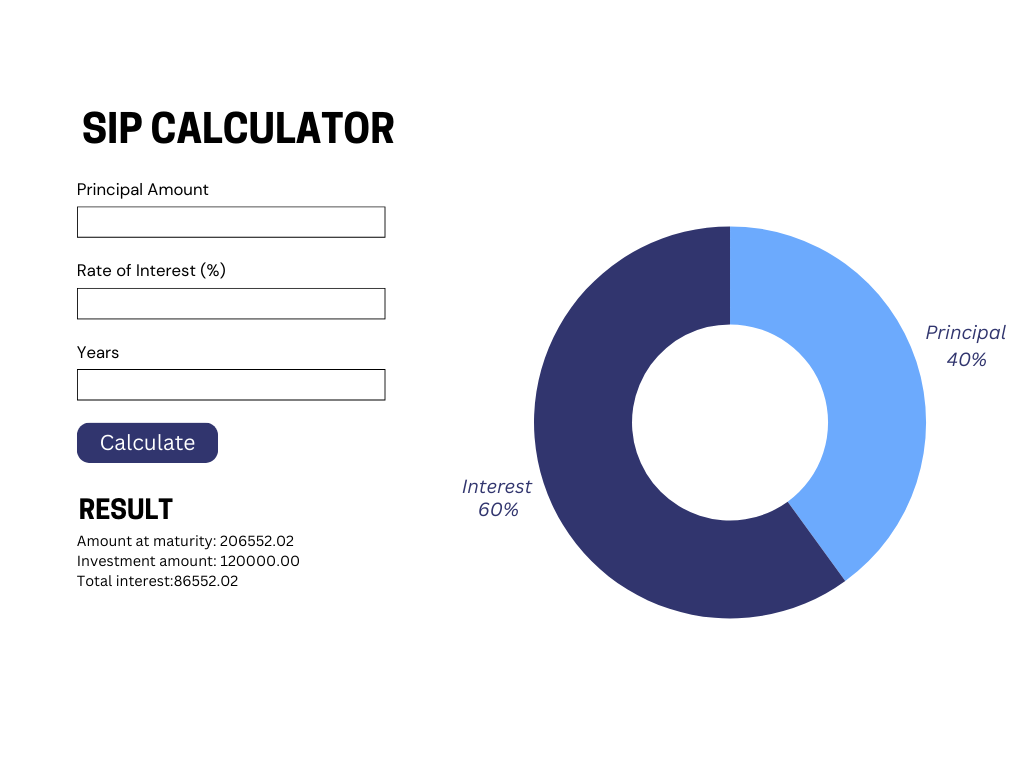 SIP CALCULATOR
Principal Amount
Rate of Interest (%)
Years
Calculate
RESULT
Amount at maturity: 206552.02
Investment amount: 120000.00
Total interest:86552.02
Principal
40%
Interest
60%